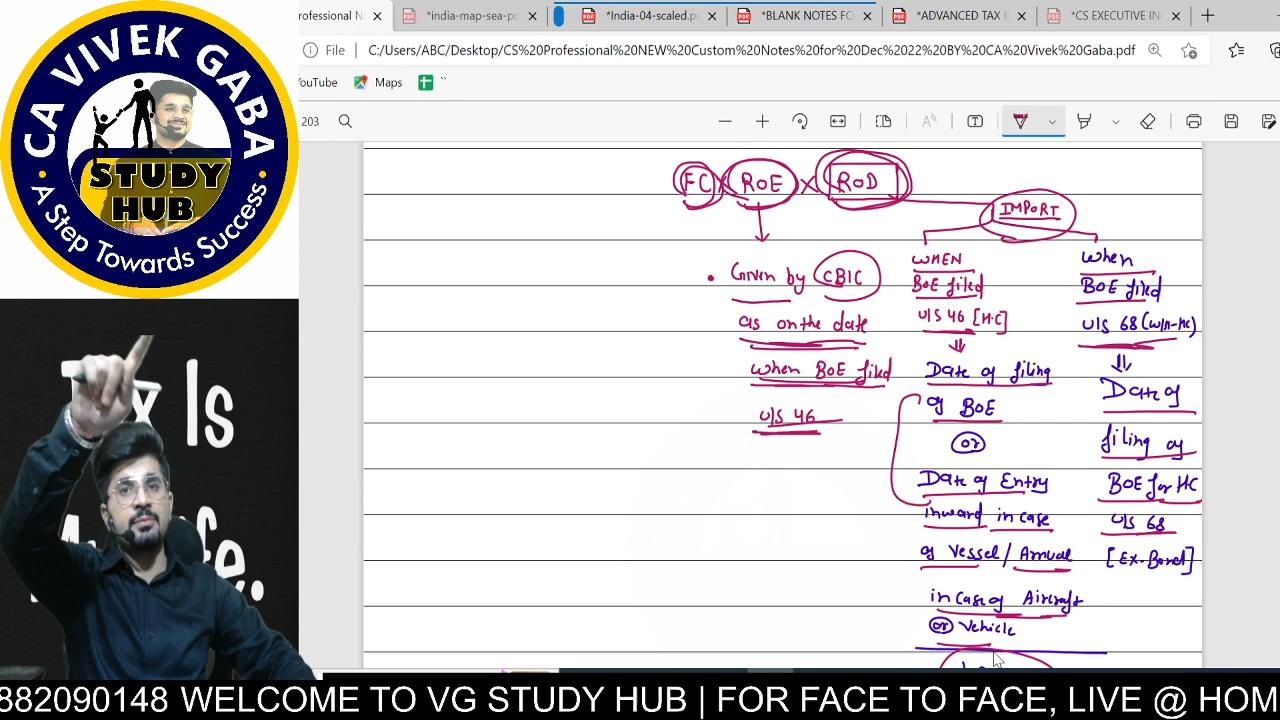 CA VIVEK GABA
STUDY
HUB
• A Step Towards Success •
rofessional N
*india-map-sea-p
*India-04-scaled.p
*BLANK NOTES FO
*ADVANCED TAX L
*CS EXECUTIVE IN
File
C:/Users/ABC/Desktop/CS%20Professional%20NEW%20Custom%20Notes%20for%20Dec%2022022%20BY%20CA%20Vivek%20Gaba.pdf
ouTube
Maps
``
203
FC X ROE X ROD
IMPORT
• Given by CBIC
as on the date
when BOE filed
U/S 46
WHEN
BOE filed
U/S 46 [H.C]
⇓
Date of filing
of BOE
or
Date of Entry
inward in case
of Vessel/ Arrival
in case of Aircraft
or Vehicle
when
BOE filed
U/S 68 (W/H-HC)
⇓
Date of
filing of
BOE for HC
U/S 68
[Ex-Bond]
Is
882090148 WELCOME TO VG STUDY HUB | FOR FACE TO FACE, LIVE @ HOM